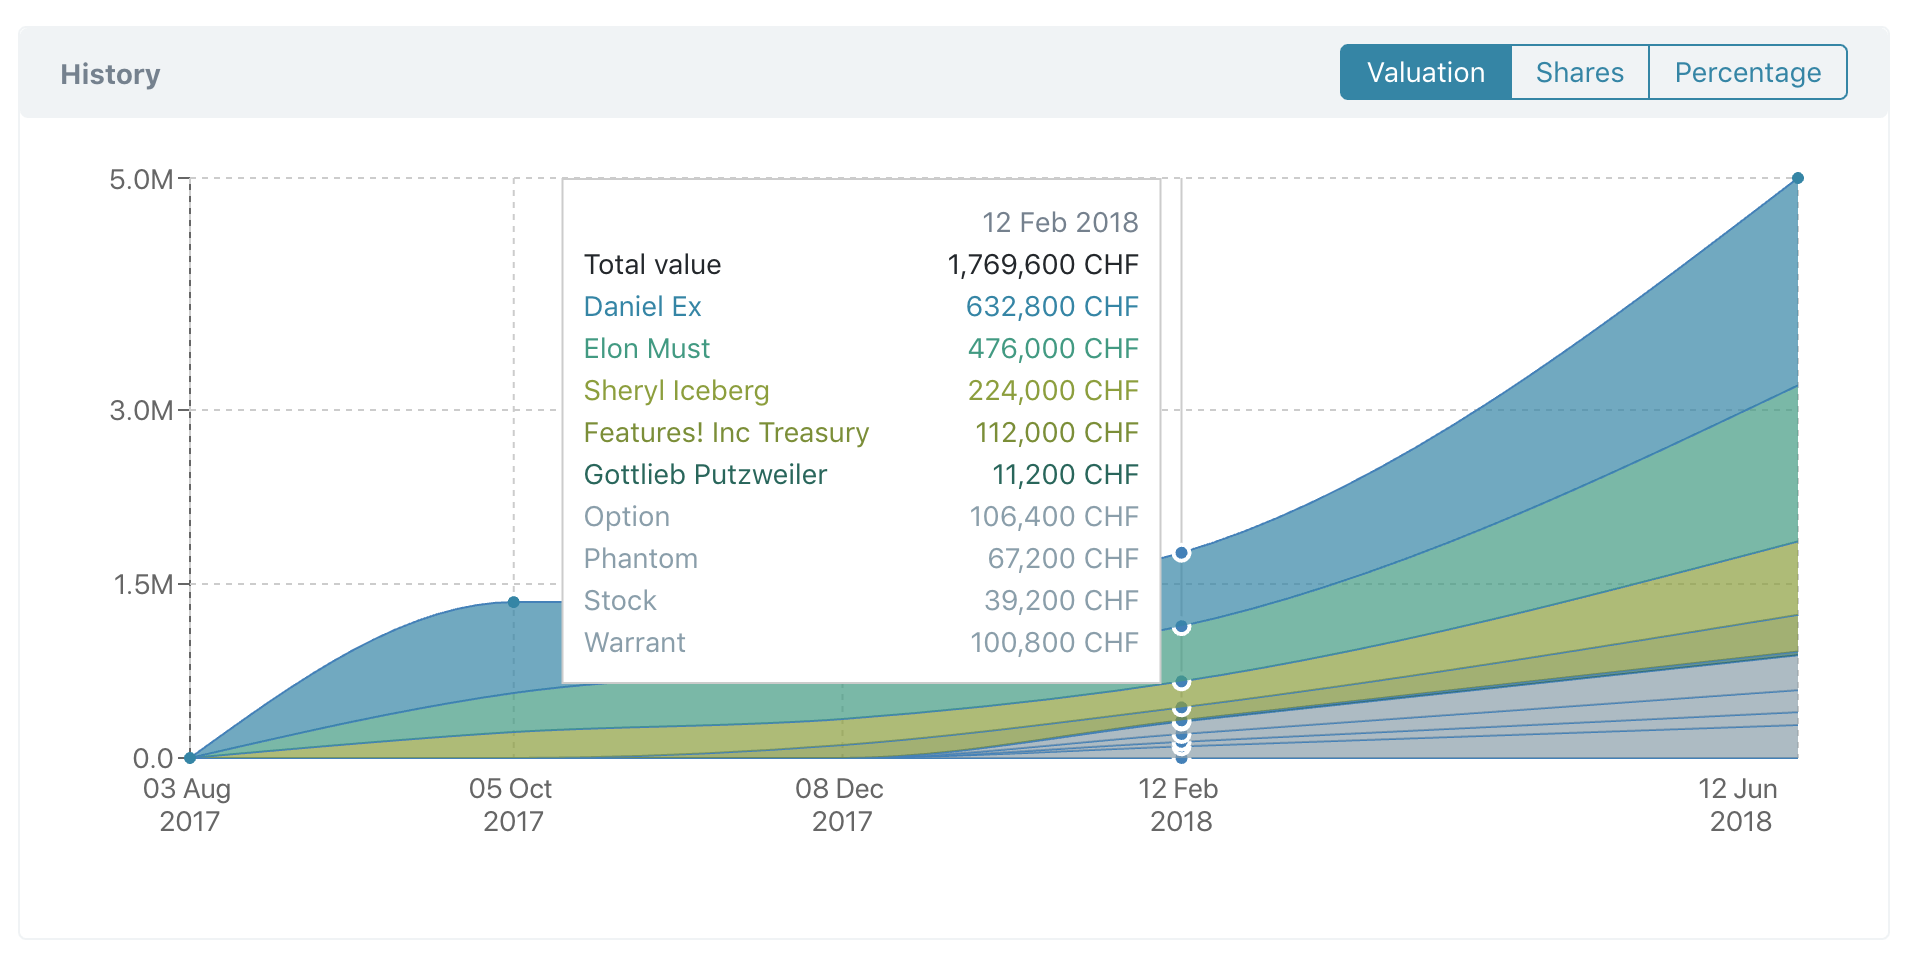 History
Valuation Shares Percentage
5.0M
12 Feb 2018
Total value 1,769,600 CHF
Daniel Ex 632,800 CHF
Elon Must 476,000 CHF
Sheryl Iceberg 224,000 CHF
3.0M
Features! Inc Treasury 112,000 CHF
Gottlieb Putzweiler 11,200 CHF
Option 106,400 CHF
Phantom 67,200 CHF
1.5M
Stock 39,200 CHF
Warrant 100,800 CHF
0.0
03 Aug 05 Oct 08 Dec 12 Feb 12 Jun
2017 2017 2017 2018 2018